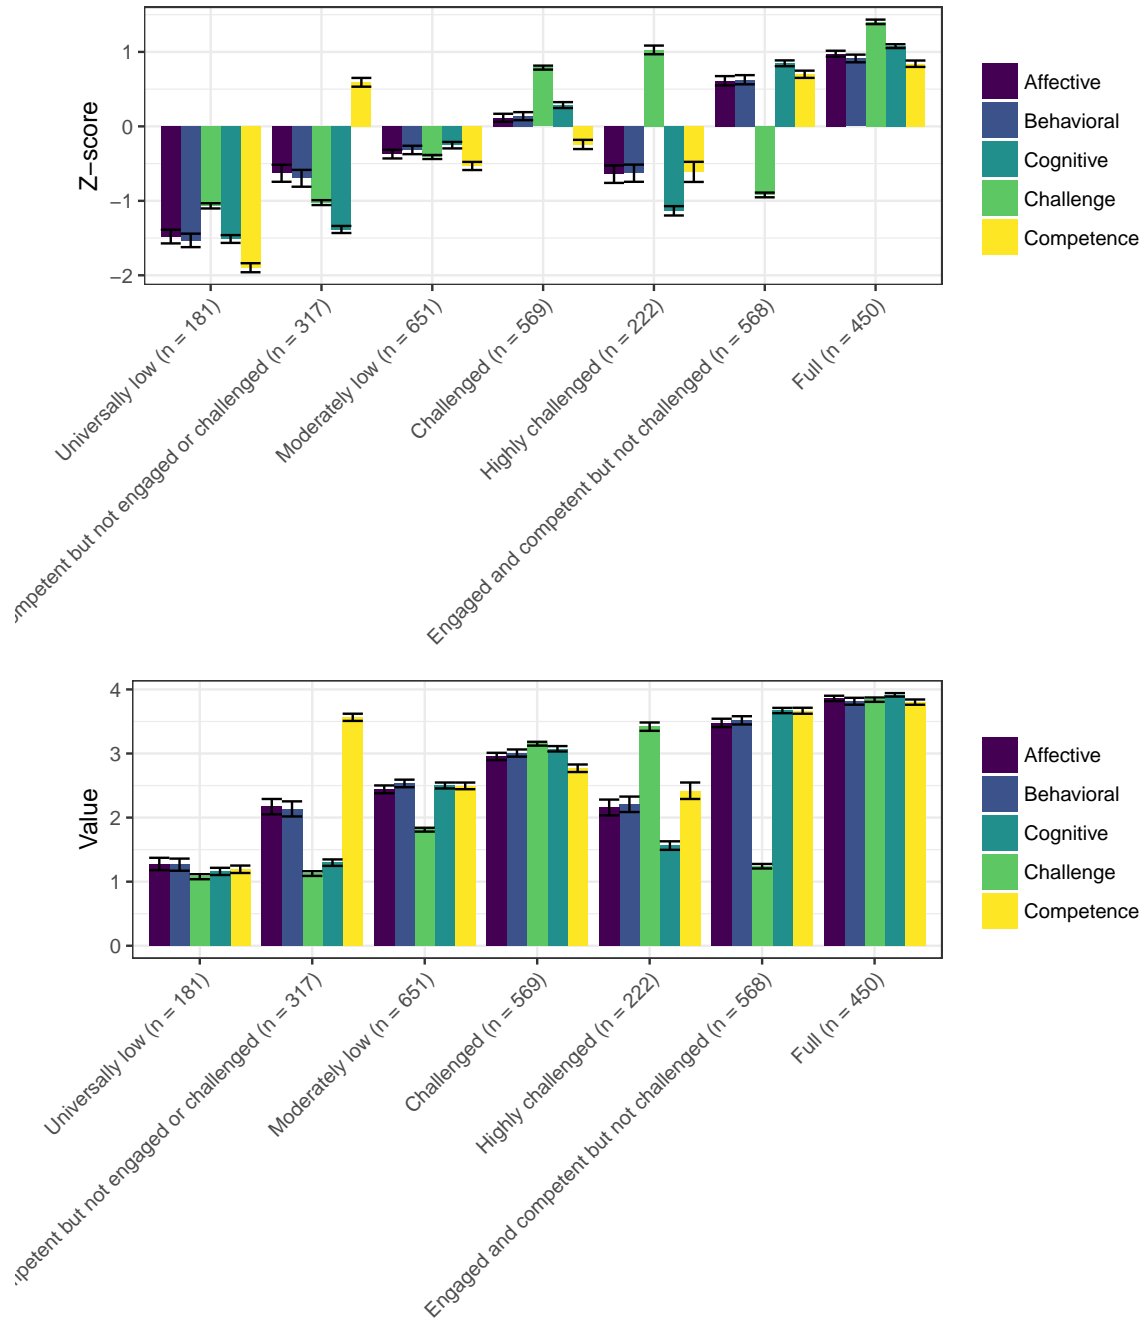 1
0
−1
−2
Z−score
Universally low (n = 181)
but not engaged or challenged (n = 317)
Moderately low (n = 651)
Challenged (n = 569)
Highly challenged (n = 222)
Engaged and competent but not challenged (n = 568)
Full (n = 450)
Affective
Behavioral
Cognitive
Challenge
Competence
4
3
2
1
0
Value
Universally low (n = 181)
but not engaged or challenged (n = 317)
Moderately low (n = 651)
Challenged (n = 569)
Highly challenged (n = 222)
Engaged and competent but not challenged (n = 568)
Full (n = 450)
Affective
Behavioral
Cognitive
Challenge
Competence